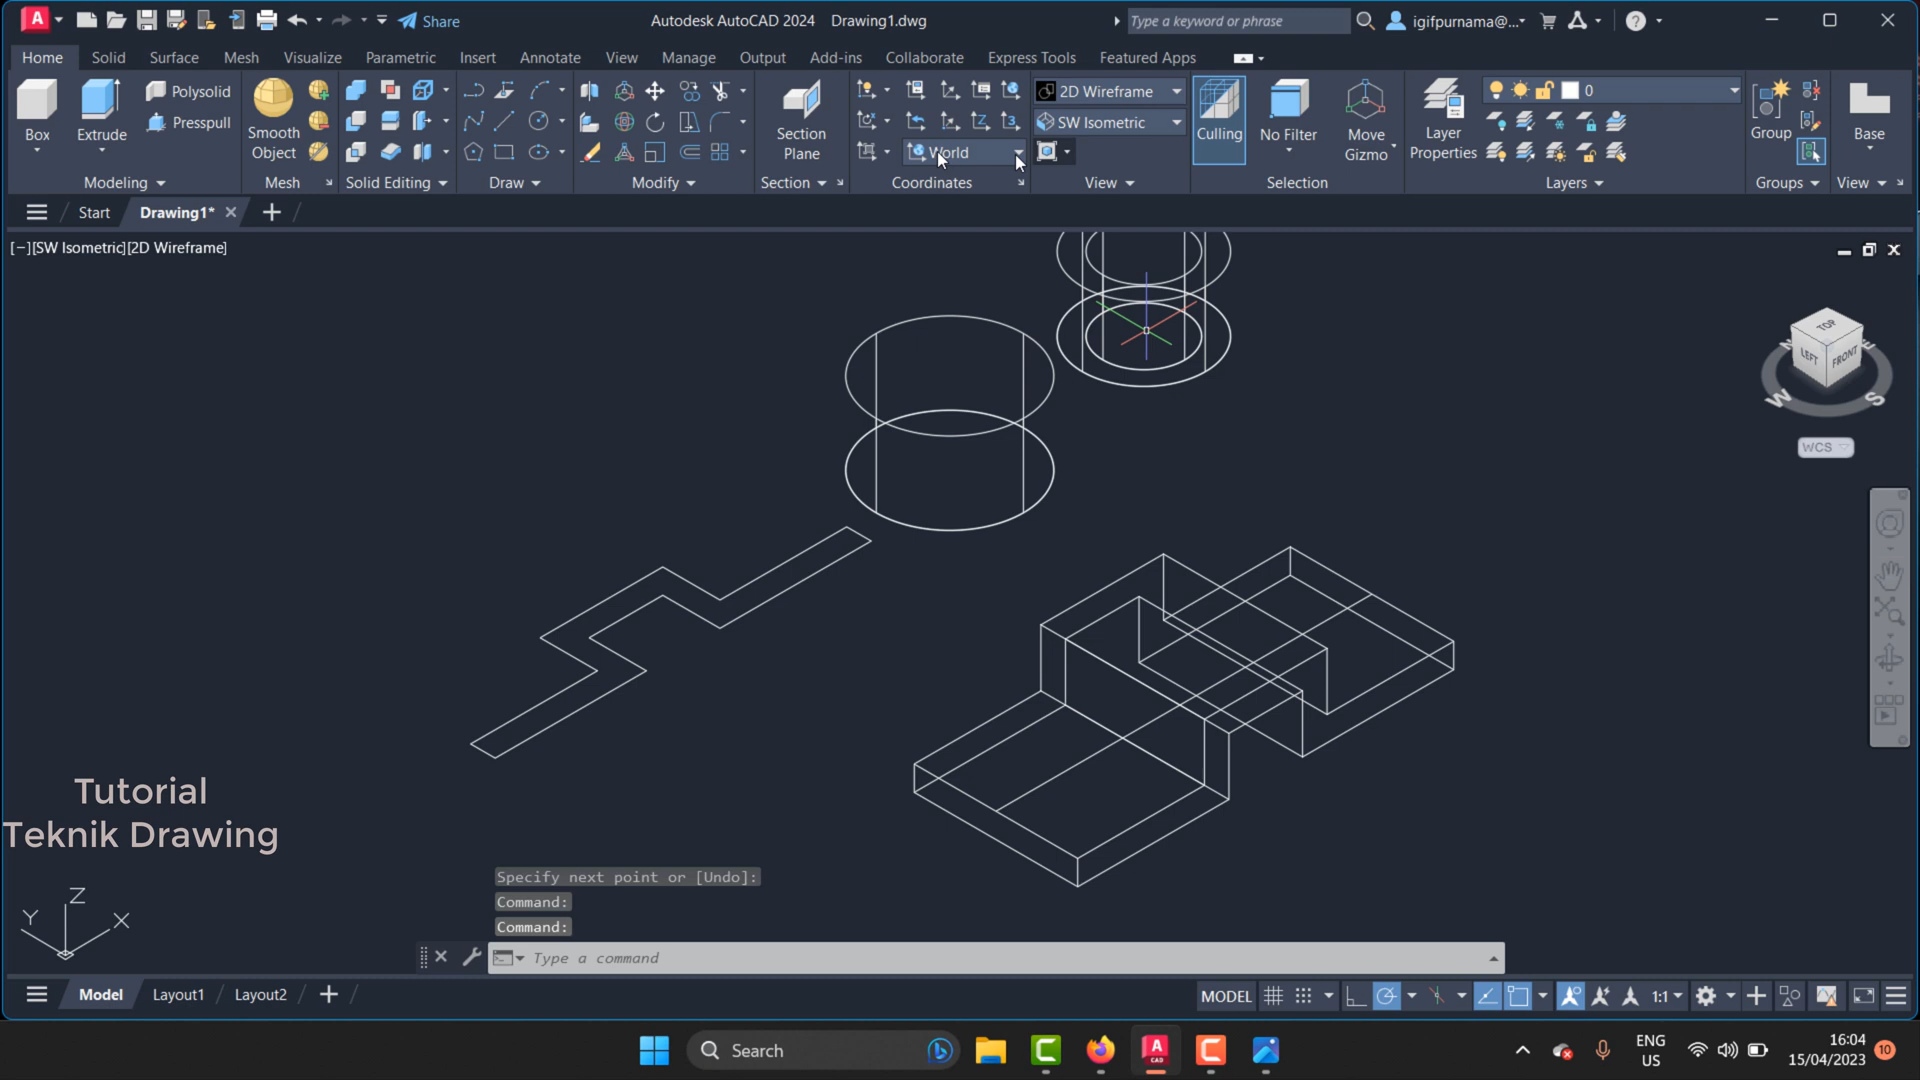 A CAD
Share
Autodesk AutoCAD 2024 Drawing1.dwg
Type a keyword or phrase
igifpurnama@...
Home Solid Surface Mesh Visualize Parametric Insert Annotate View Manage Output Add-ins Collaborate Express Tools Featured Apps
Box
Extrude
Polysolid
Presspull
Smooth Object
Section Plane
World
2D Wireframe
SW Isometric
Culling
No Filter
Move Gizmo
Layer Properties
0
Group
Base
Modeling Mesh Solid Editing Draw Modify Section Coordinates View Selection Layers Groups View
Start Drawing1*
[−][SW Isometric][2D Wireframe]
TOP
LEFT FRONT
N E
W S
WCS
Tutorial
Teknik Drawing
Z
Y X
Specify next point or [Undo]:
Command:
Command:
Type a command
Model Layout1 Layout2
MODEL 1:1
Search
A CAD
ENG
US
16:04
15/04/2023
10